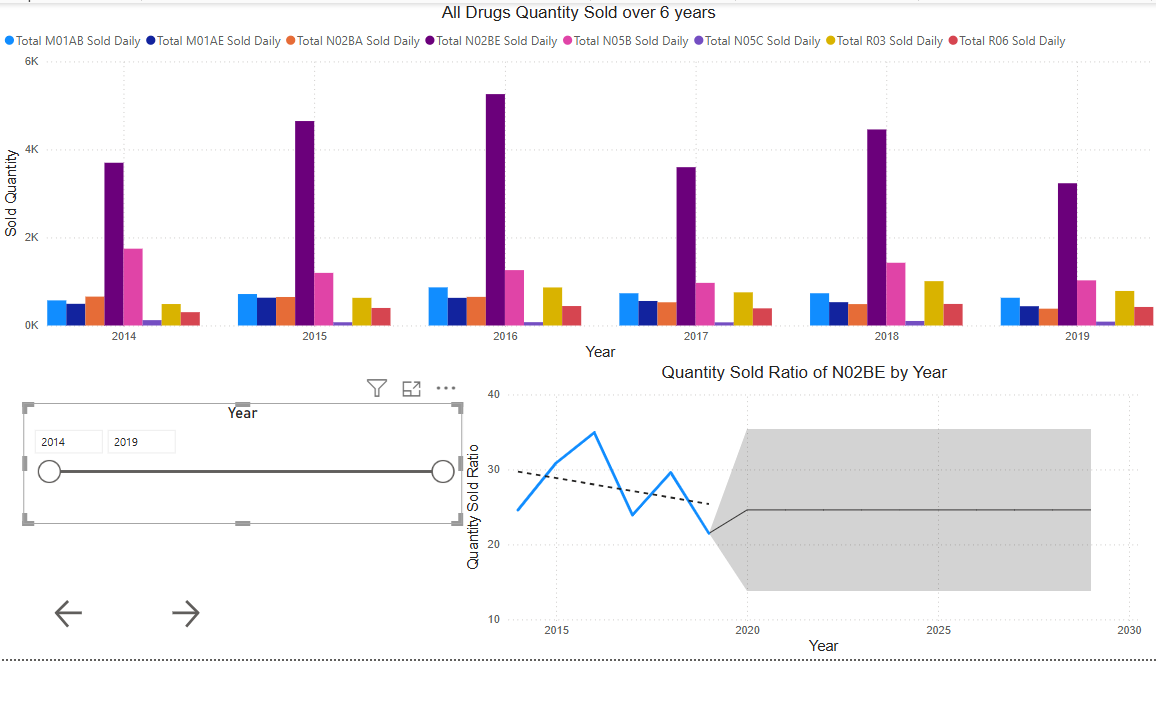 All Drugs Quantity Sold over 6 years
Total M01AB Sold Daily Total M01AE Sold Daily Total N02BA Sold Daily Total N02BE Sold Daily Total N05B Sold Daily Total N05C Sold Daily Total R03 Sold Daily Total R06 Sold Daily
6K
4K
2K
0K
Sold Quantity
2014 2015 2016 2017 2018 2019
Year
Year
2014 2019
Quantity Sold Ratio of N02BE by Year
40
30
20
10
Quantity Sold Ratio
2015 2020 2025 2030
Year